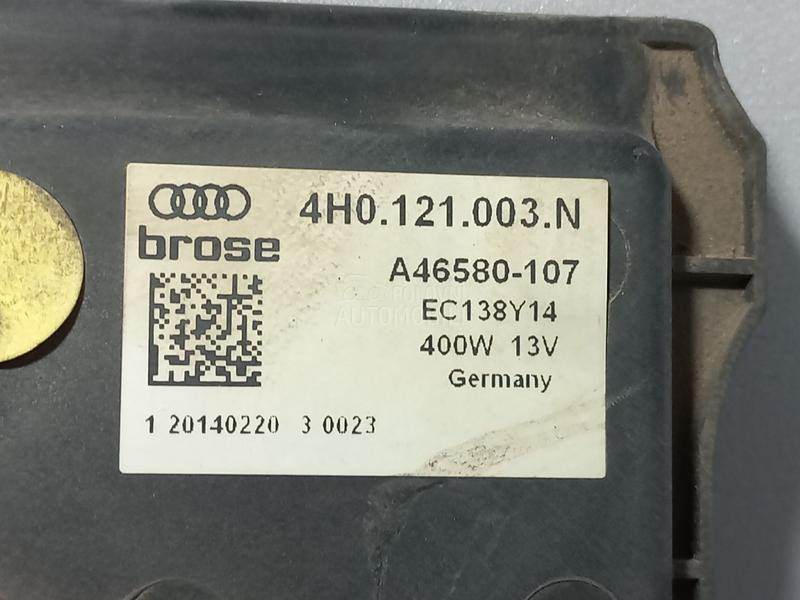 4H0.121.003.N
brose
A46580-107
EC138Y14
400W 13V
Germany
1 20140220 3 0023